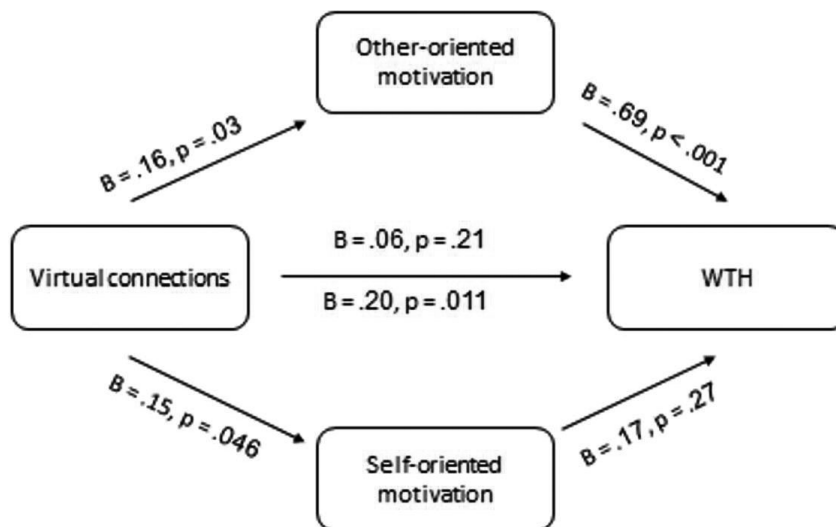 Other-oriented
motivation
B = .16, p = .03
B = .69, p < .001
Virtual connections
B = .06, p = .21
B = .20, p = .011
WTH
B = .15, p = .046
B = .17, p = .27
Self-oriented
motivation